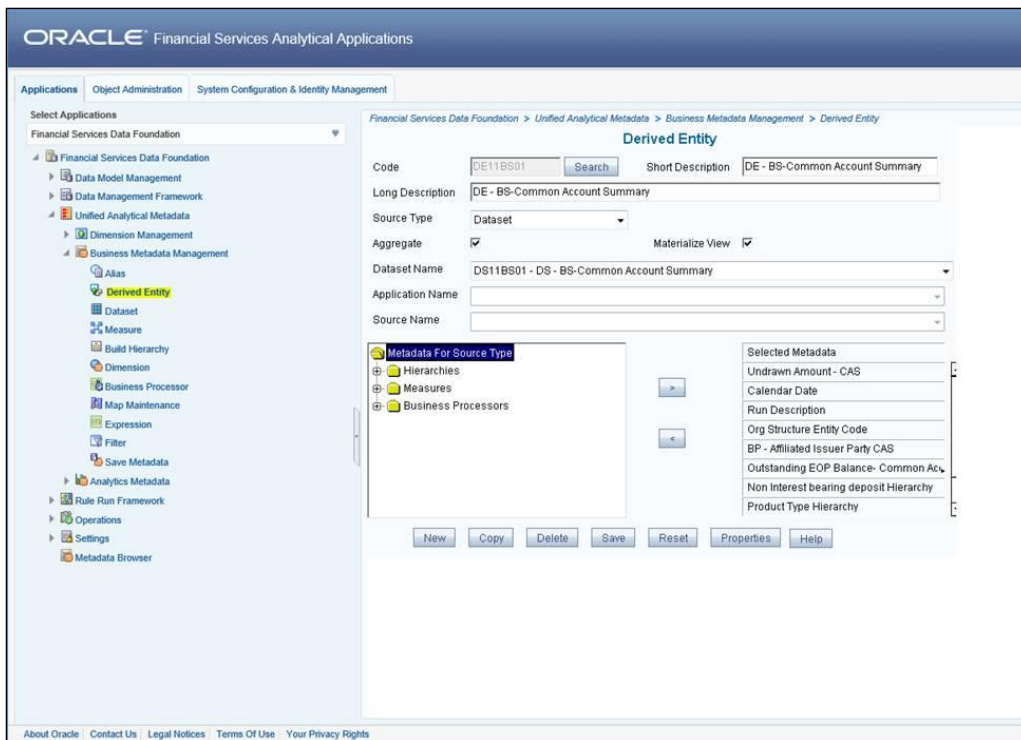 ORACLE Financial Services Analytical Applications
Applications Object Administration System Configuration & Identity Management
Select Applications
Financial Services Data Foundation
Financial Services Data Foundation
Data Model Management
Data Management Framework
Unified Analytical Metadata
Dimension Management
Business Metadata Management
Alias
Derived Entity
Dataset
Measure
Build Hierarchy
Dimension
Business Processor
Map Maintenance
Expression
Filter
Save Metadata
Analytics Metadata
Rule Run Framework
Operations
Settings
Metadata Browser
Financial Services Data Foundation > Unified Analytical Metadata > Business Metadata Management > Derived Entity
Derived Entity
Code DE11BS01 Search Short Description DE - BS-Common Account Summary
Long Description DE - BS-Common Account Summary
Source Type Dataset
Aggregate Materialize View
Dataset Name DS11BS01 - DS - BS-Common Account Summary
Application Name
Source Name
Metadata For Source Type
Hierarchies
Measures
Business Processors
>
<
Selected Metadata
Undrawn Amount - CAS
Calendar Date
Run Description
Org Structure Entity Code
BP - Affiliated Issuer Party CAS
Outstanding EOP Balance- Common
Non Interest bearing deposit Hierarchy
Product Type Hierarchy
New Copy Delete Save Reset Properties Help
About Oracle Contact Us Legal Notices Terms Of Use Your Privacy Rights